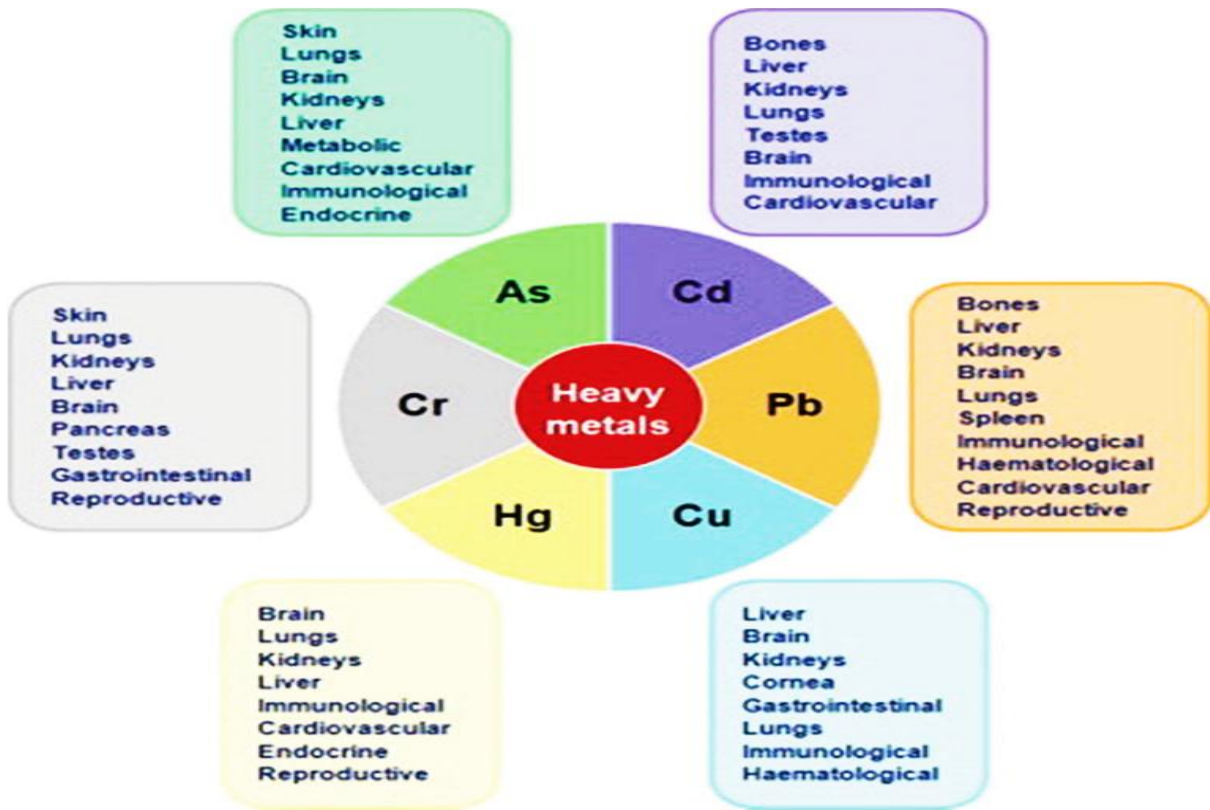 Skin
Lungs
Brain
Kidneys
Liver
Metabolic
Cardiovascular
Immunological
Endocrine
Bones
Liver
Kidneys
Lungs
Testes
Brain
Immunological
Cardiovascular
As
Cd
Skin
Lungs
Kidneys
Liver
Brain
Pancreas
Testes
Gastrointestinal
Reproductive
Cr
Heavy
metals
Pb
Bones
Liver
Kidneys
Brain
Lungs
Spleen
Immunological
Haematological
Cardiovascular
Reproductive
Hg
Cu
Brain
Lungs
Kidneys
Liver
Immunological
Cardiovascular
Endocrine
Reproductive
Liver
Brain
Kidneys
Cornea
Gastrointestinal
Lungs
Immunological
Haematological